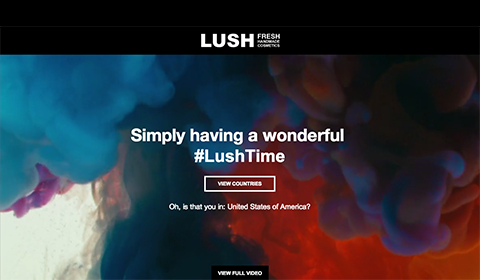 LUSH FRESH
HANDMADE
COSMETICS
Simply having a wonderful
#LushTime
VIEW COUNTRIES
Oh, is that you in: United States of America?
VIEW FULL VIDEO